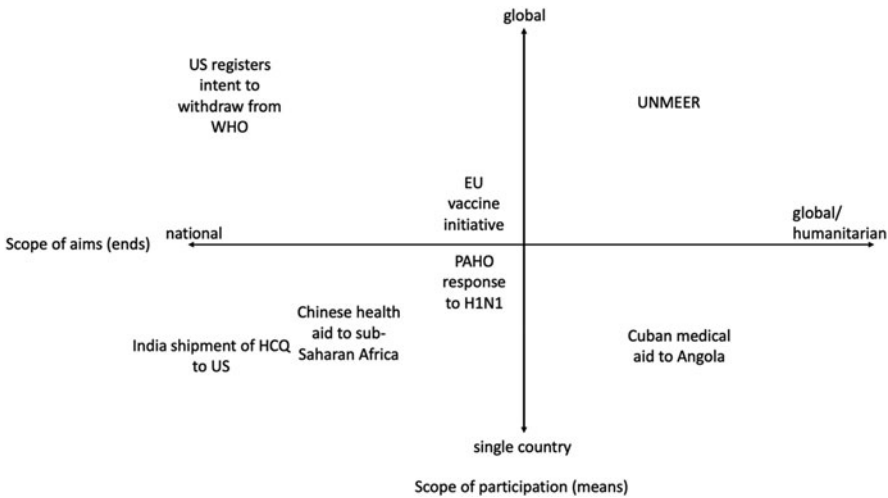 global
US registers
intent to
withdraw from
WHO
UNMEER
EU
vaccine
initiative
global/
humanitarian
national
Scope of aims (ends)
PAHO
response
to H1N1
Chinese health
aid to sub-
Saharan Africa
India shipment of HCQ
to US
Cuban medical
aid to Angola
single country
Scope of participation (means)